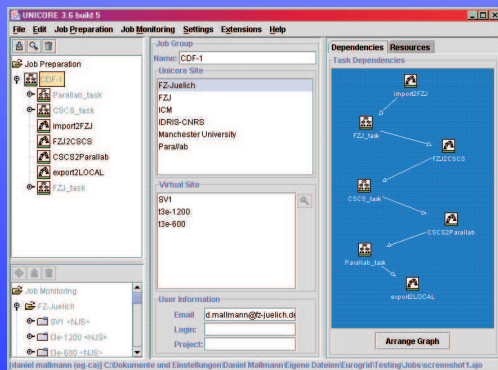 UNICORE 3.6 build 5
File Edit Job Preparation Job Monitoring Settings Extensions Help
Job Preparation
CDF-1
Parallab_task
CSCS_task
import2FZJ
FZJ2CSCS
CSCS2Parallab
export2LOCAL
FZJ_task
Job Monitoring
FZ-Juelich
SV1 <NJS>
t3e-1200 <NJS>
t3e-600 <NJS>
Job Group
Name: CDF-1
Unicore Site
FZ-Juelich
FZJ
ICM
IDRIS-CNRS
Manchester University
Parallab
Virtual Site
SV1
t3e-1200
t3e-600
User Information
Email d.mallmann@fz-juelich.d
Login:
Project:
Dependencies Resources
Task Dependencies
import2FZJ
FZJ_task
FZJ2CSCS
CSCS_task
CSCS2Parallab
Parallab_task
export2LOCAL
Arrange Graph
[daniel mallmann (eg-ca)] C:\Dokumente und Einstellungen\Daniel Mallmann\Eigene Dateien\Eurogrid\Testing\Jobs\screenshot1.ajo